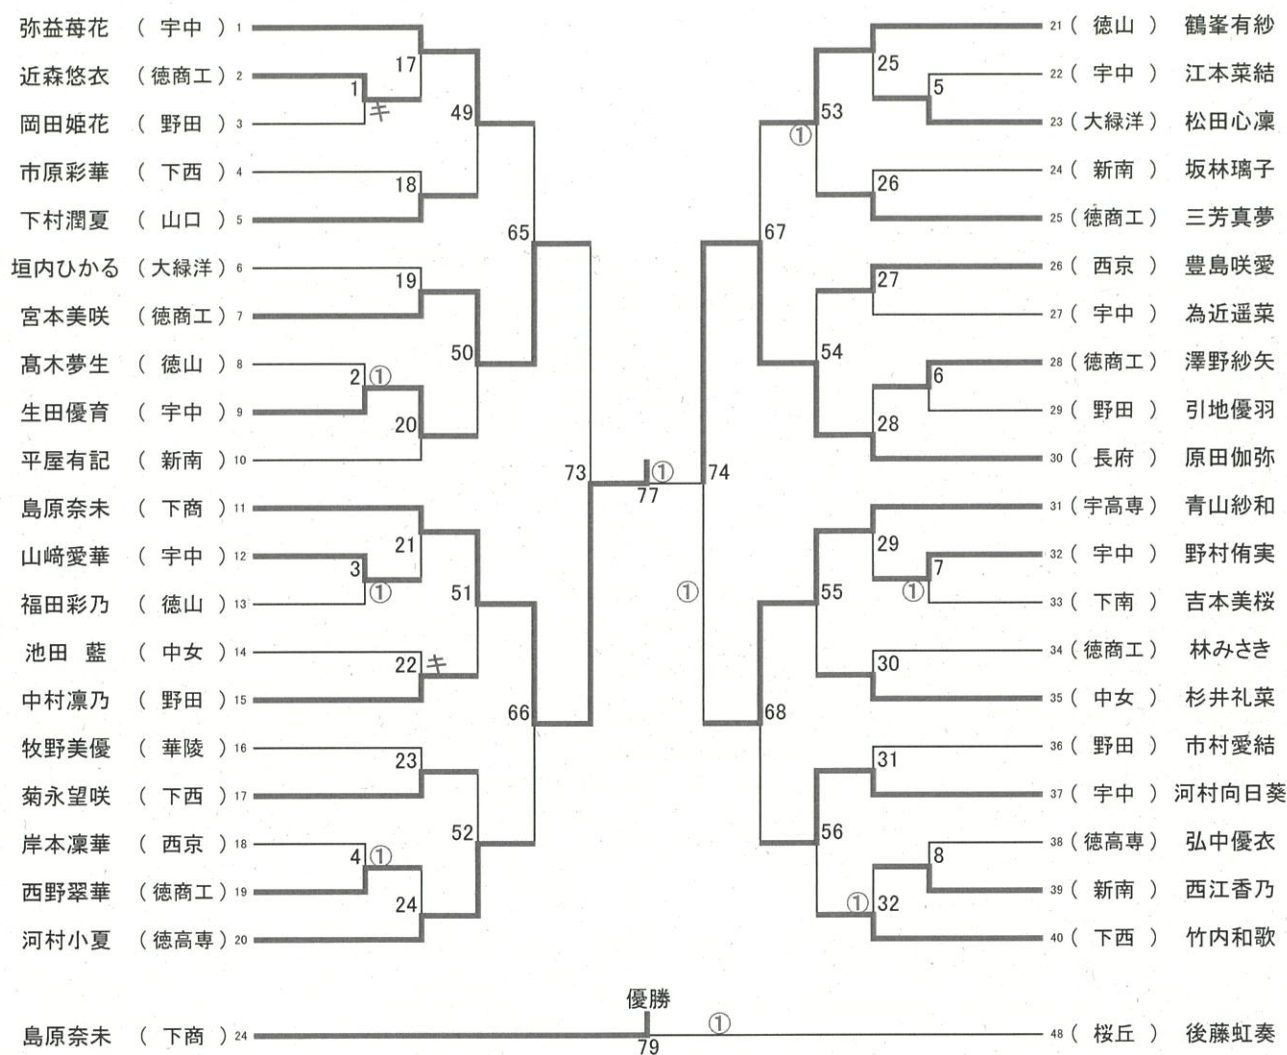 弥益苺花 （ 宇中 ） 1
近森悠衣 （徳商工） 2
岡田姫花 （ 野田 ） 3
市原彩華 （ 下西 ） 4
下村潤夏 （ 山口 ） 5
垣内ひかる （大緑洋） 6
宮本美咲 （徳商工） 7
髙木夢生 （ 徳山 ） 8
生田優育 （ 宇中 ） 9
平屋有記 （ 新南 ） 10
島原奈未 （ 下商 ） 11
山﨑愛華 （ 宇中 ） 12
福田彩乃 （ 徳山 ） 13
池田 藍 （ 中女 ） 14
中村凛乃 （ 野田 ） 15
牧野美優 （ 華陵 ） 16
菊永望咲 （ 下西 ） 17
岸本凜華 （ 西京 ） 18
西野翠華 （徳商工） 19
河村小夏 （徳高専） 20
1 キ
2 ①
3 ①
4 ①
17
18
19
20
21
22 キ
23
24
49
50
51
52
65
66
73
77 ①
74 ①
67
68
53 ①
54
55
56
25
26
27
28
29
30
31
32 ①
5
6
7 ①
8
21 （ 徳山 ） 鶴峯有紗
22 （ 宇中 ） 江本菜結
23 （大緑洋） 松田心凜
24 （ 新南 ） 坂林璃子
25 （徳商工） 三芳真夢
26 （ 西京 ） 豊島咲愛
27 （ 宇中 ） 為近遥菜
28 （徳商工） 澤野紗矢
29 （ 野田 ） 引地優羽
30 （ 長府 ） 原田伽弥
31 （宇高専） 青山紗和
32 （ 宇中 ） 野村侑実
33 （ 下南 ） 吉本美桜
34 （徳商工） 林みさき
35 （ 中女 ） 杉井礼菜
36 （ 野田 ） 市村愛結
37 （ 宇中 ） 河村向日葵
38 （徳高専） 弘中優衣
39 （ 新南 ） 西江香乃
40 （ 下西 ） 竹内和歌
優勝
島原奈未 （ 下商 ） 24 79 ① 48 （ 桜丘 ） 後藤虹奏